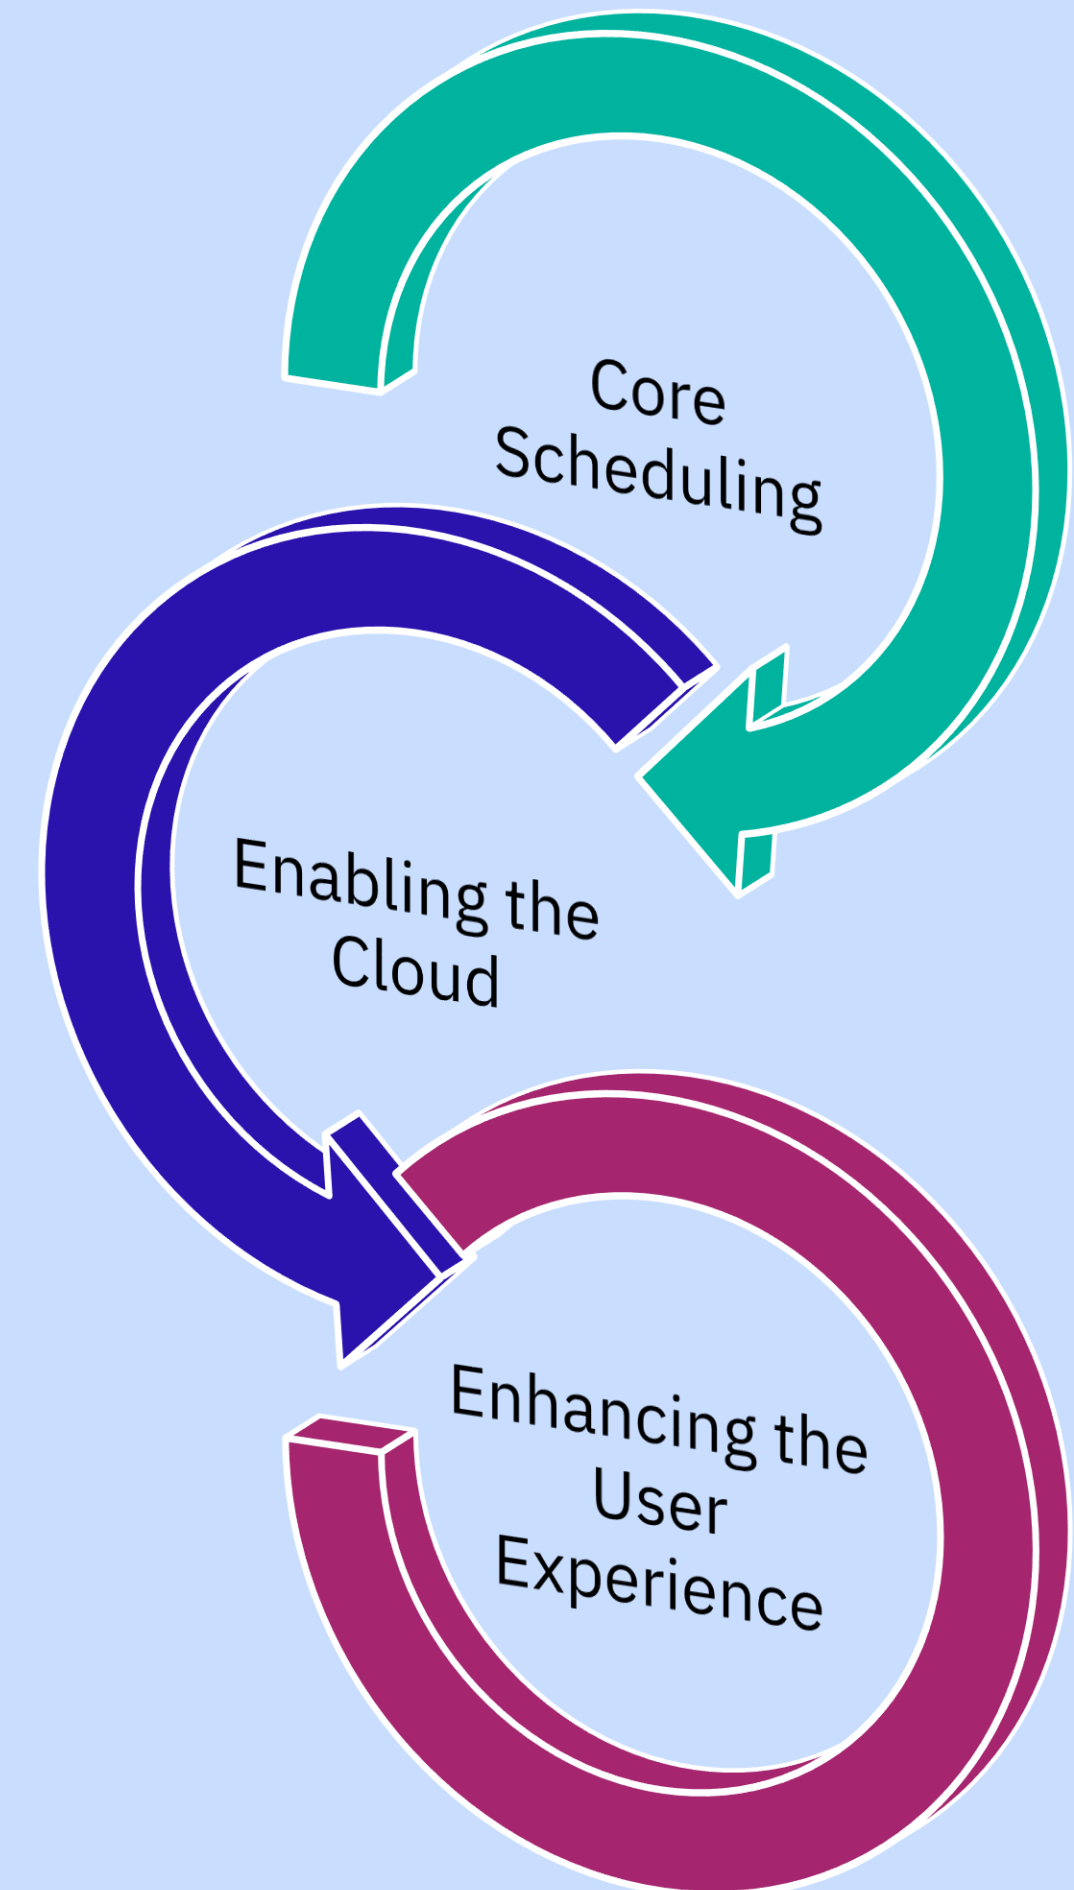 Core
Scheduling
Enabling the
Cloud
Enhancing the
User
Experience